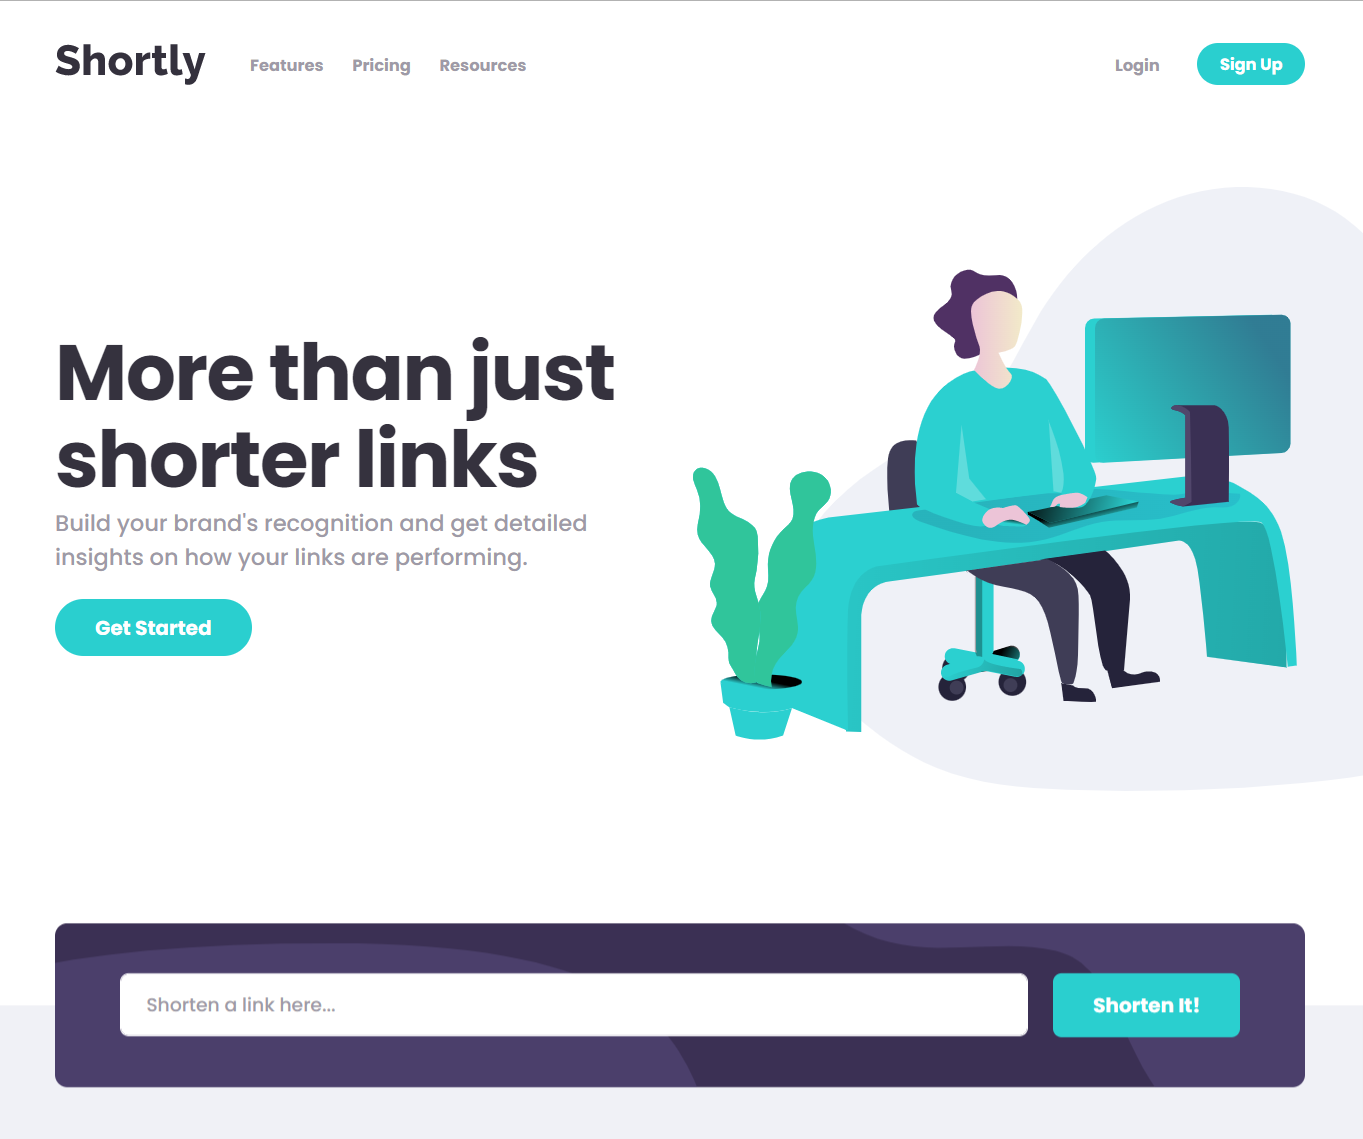 Shortly
Features
Pricing
Resources
Login
Sign Up
More than just
shorter links
Build your brand's recognition and get detailed
insights on how your links are performing.
Get Started
Shorten a link here...
Shorten It!